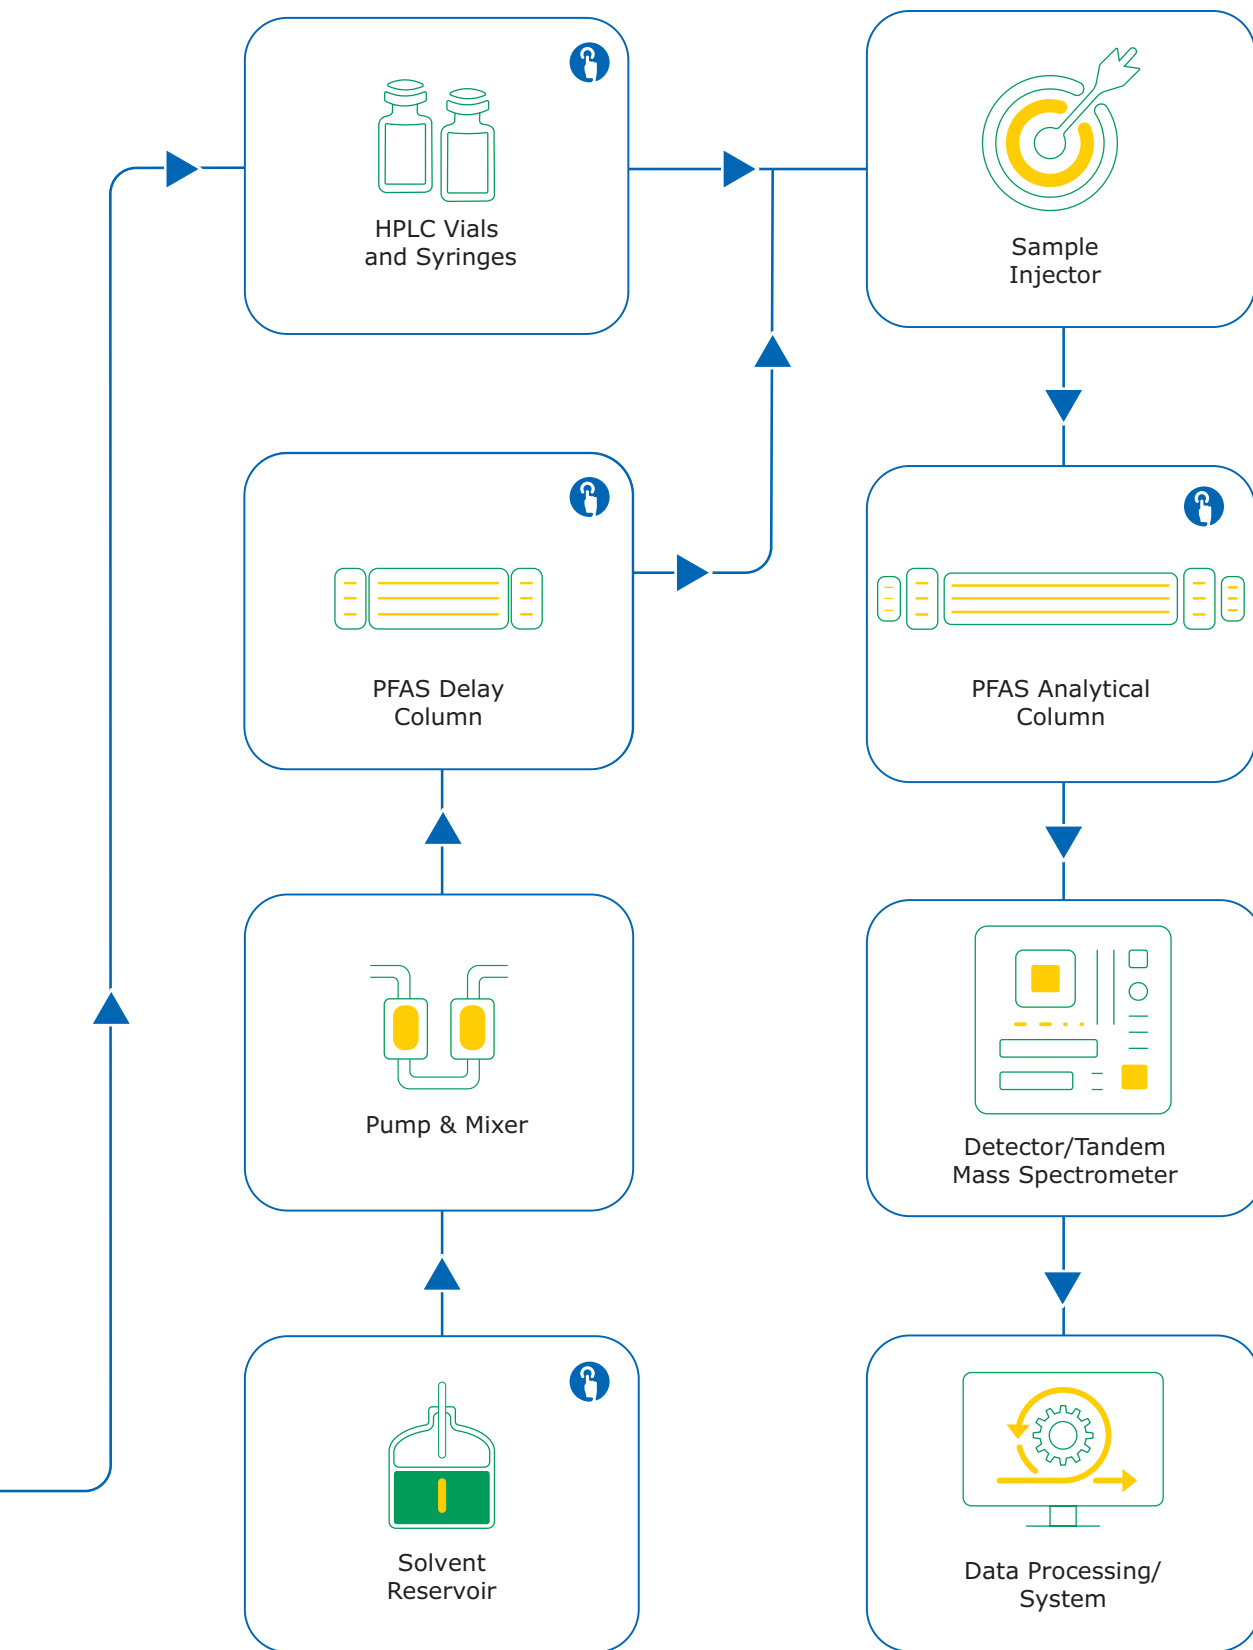 HPLC Vials
and Syringes
Sample
Injector
PFAS Delay
Column
PFAS Analytical
Column
Pump & Mixer
Detector/Tandem
Mass Spectrometer
Solvent
Reservoir
Data Processing/
System